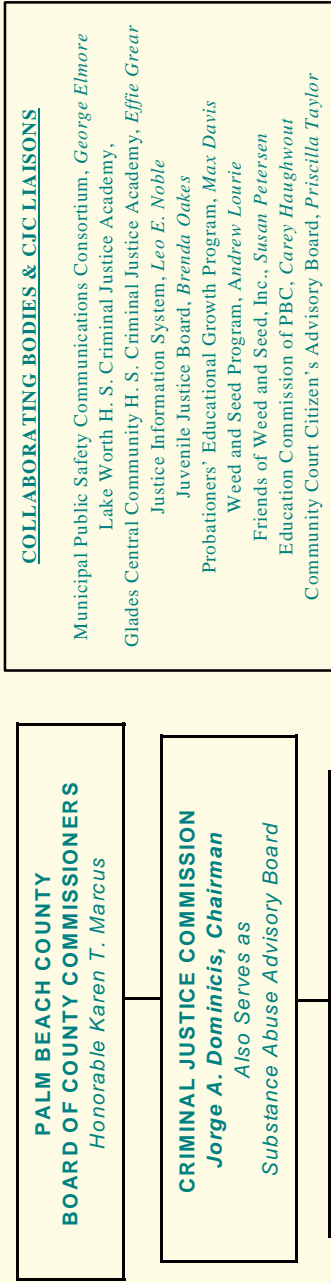 PALM BEACH COUNTY
BOARD OF COUNTY COMMISSIONERS
Honorable Karen T. Marcus
CRIMINAL JUSTICE COMMISSION
Jorge A. Dominicis, Chairman
Also Serves as
Substance Abuse Advisory Board
COLLABORATING BODIES & CJC LIAISONS
Municipal Public Safety Communications Consortium, George Elmore
Lake Worth H. S. Criminal Justice Academy,
Glades Central Community H. S. Criminal Justice Academy, Effie Grear
Justice Information System, Leo E. Noble
Juvenile Justice Board, Brenda Oakes
Probationers' Educational Growth Program, Max Davis
Weed and Seed Program, Andrew Lourie
Friends of Weed and Seed, Inc., Susan Petersen
Education Commission of PBC, Carey Haughwout
Community Court Citizen's Advisory Board, Priscilla Taylor